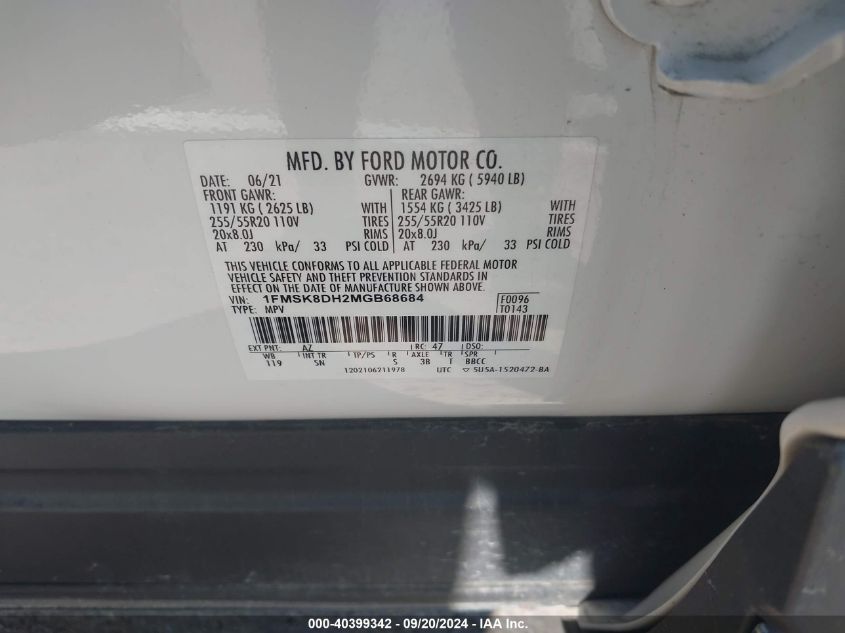 MFD. BY FORD MOTOR CO.
DATE: 06/21 GVWR: 2694 KG ( 5940 LB)
FRONT GAWR: REAR GAWR:
1191 KG ( 2625 LB) WITH 1554 KG ( 3425 LB) WITH
255/55R20 110V TIRES 255/55R20 110V TIRES
20x8.0J RIMS 20x8.0J RIMS
AT 230 kPa/ 33 PSI COLD AT 230 kPa/ 33 PSI COLD
THIS VEHICLE CONFORMS TO ALL APPLICABLE FEDERAL MOTOR
VEHICLE SAFETY AND THEFT PREVENTION STANDARDS IN
EFFECT ON THE DATE OF MANUFACTURE SHOWN ABOVE.
VIN: 1FMSK8DH2MGB68684 F0096
TYPE: MPV T0143
EXT PNT: AZ RC: 47 DSO:
WB INT TR TP/PS R AXLE TR SPR
119 SN S 3B T BBCC
1202106211978 UTC ▽ 5U5A-1520472-BA
000-40399342 - 09/20/2024 - IAA Inc.